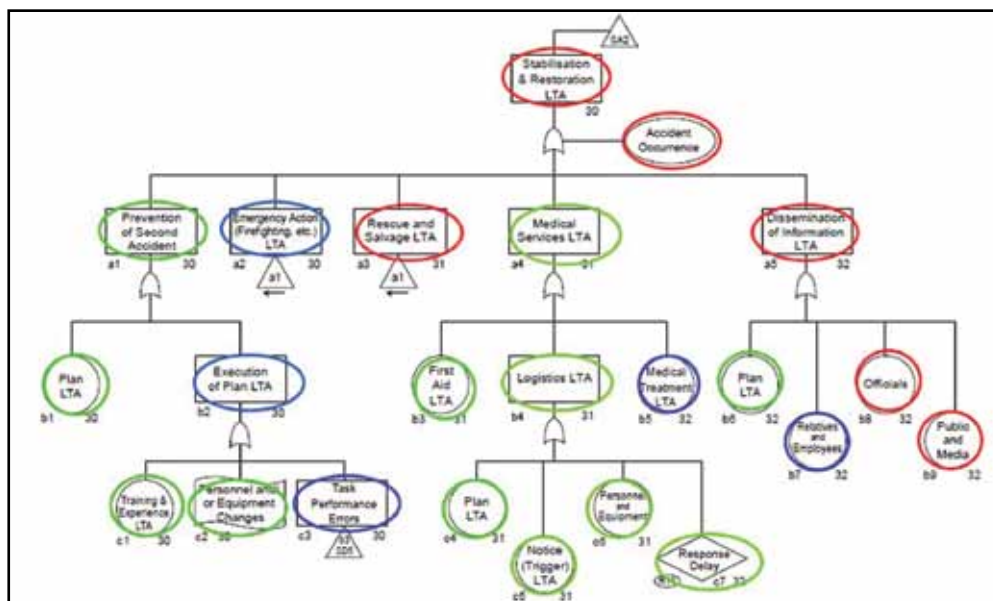 SA2
Stabilisation
& Restoration
LTA
30
Accident
Occurrence
Prevention
of Second
Accident
a1 30
Emergency Action
(Firefighting, etc.)
LTA
a2 30
a1
Rescue and
Salvage LTA
a3 31
a1
Medical
Services LTA
a4 31
Dissemination
of Information
LTA
a5 32
Plan
LTA
b1 30
Execution
of Plan LTA
b2 30
First
Aid
LTA
b3 31
Logistics LTA
b4 31
Medical
Treatment
LTA
b5 32
Plan
LTA
b6 32
Relatives and
Employees
b7 32
Officials
b8 32
Public
and
Media
b9 32
Training &
Experience
LTA
c1 30
Personnel and/
or Equipment
Changes
c2 30
Task
Performance
Errors
c3 30
b3
SD5
Plan
LTA
c4 31
Notice
(Trigger)
LTA
c5 31
Personnel
and
Equipment
c6 31
Response
Delay
c7